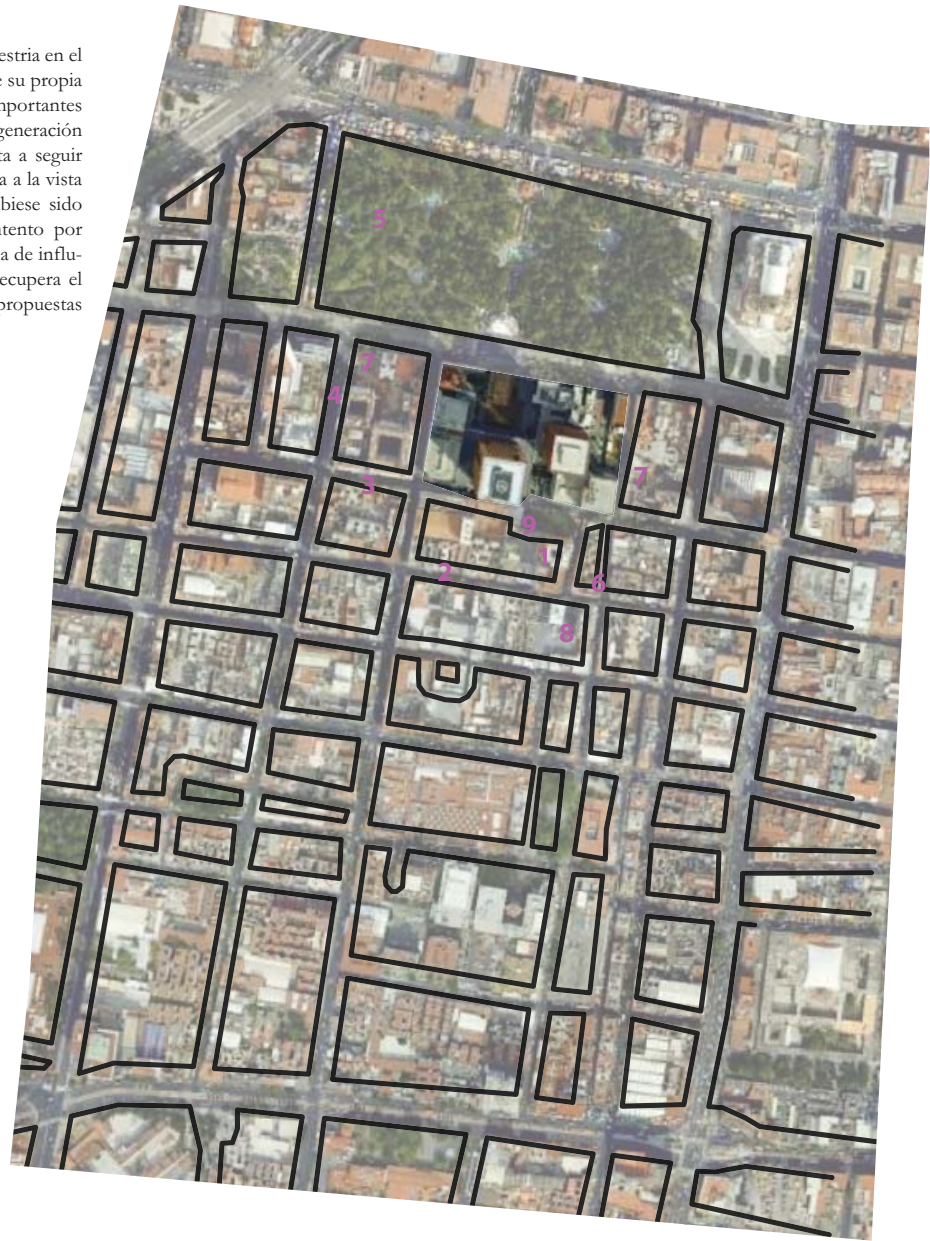 estria en el
e su propia
nportantes
generación
ta a seguir
a a la vista
biese sido
ntento por
a de influ-
ecupera el
propuestas
5
7
4
7
3
9
1
2
6
8